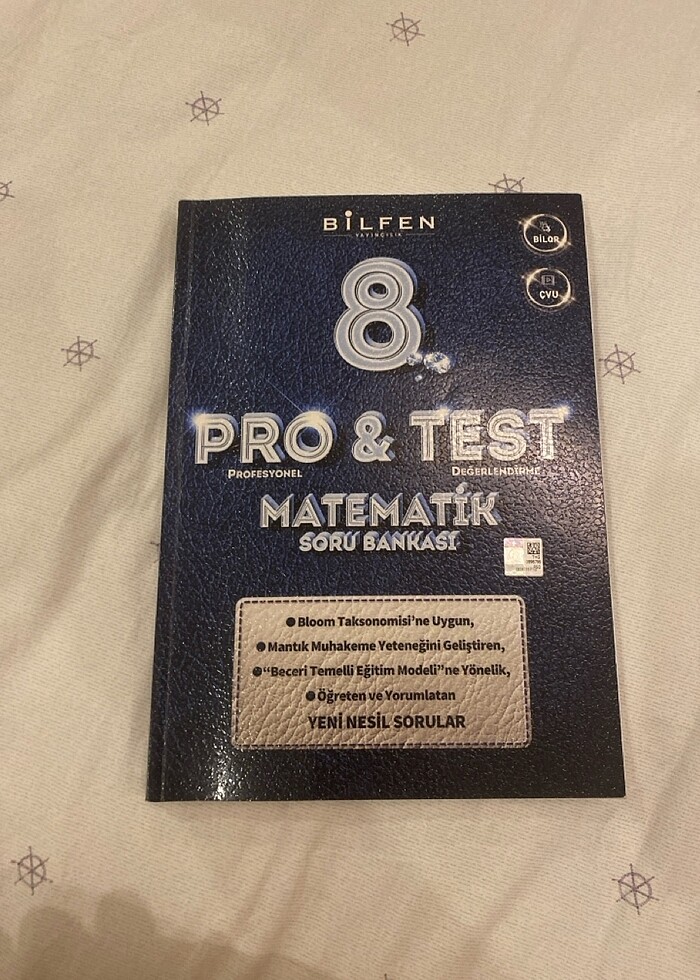 BİLFEN
YAYINCILIK
BİLQR
ÇVU
8.
PRO & TEST
PROFESYONEL DEĞERLENDİRME
MATEMATİK
SORU BANKASI
● Bloom Taksonomisi'ne Uygun,
● Mantık Muhakeme Yeteneğini Geliştiren,
● "Beceri Temelli Eğitim Modeli"ne Yönelik,
● Öğreten ve Yorumlatan
YENİ NESİL SORULAR